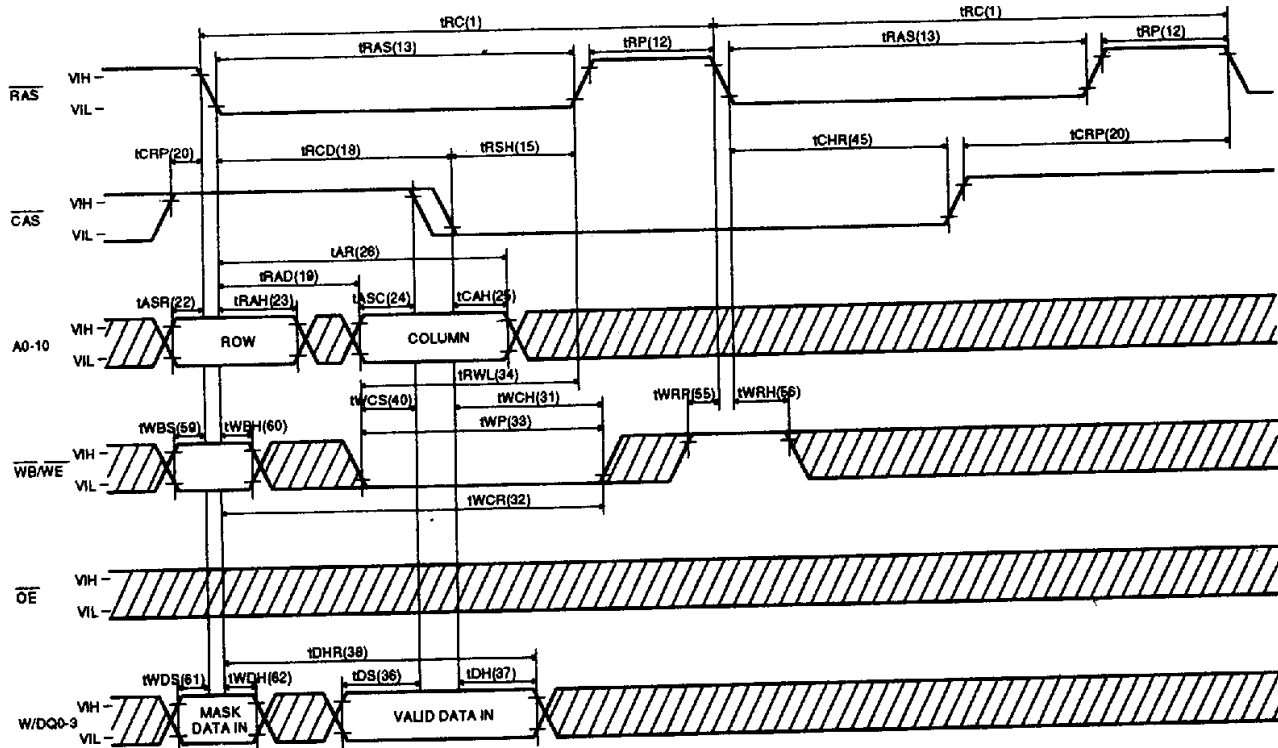 tRC(1) tRC(1)
tRAS(13) tRP(12) tRAS(13) tRP(12)
RAS VIH VIL
tCRP(20) tRCD(18) tRSH(15) tCHR(45) tCRP(20)
CAS VIH VIL
tAR(26)
tRAD(19)
tASR(22) tRAH(23) tASC(24) tCAH(25)
A0-10 VIH VIL
ROW COLUMN
tRWL(34)
tWCS(40) tWCH(31) tWRP(55) tWRH(56)
tWBS(59) tWBH(60) tWP(33)
WB/WE VIH VIL
tWCR(32)
OE VIH VIL
tDHR(38)
tWDS(61) tWDH(62) tDS(36) tDH(37)
W/DQ0-3 VIH VIL
MASK DATA IN
VALID DATA IN